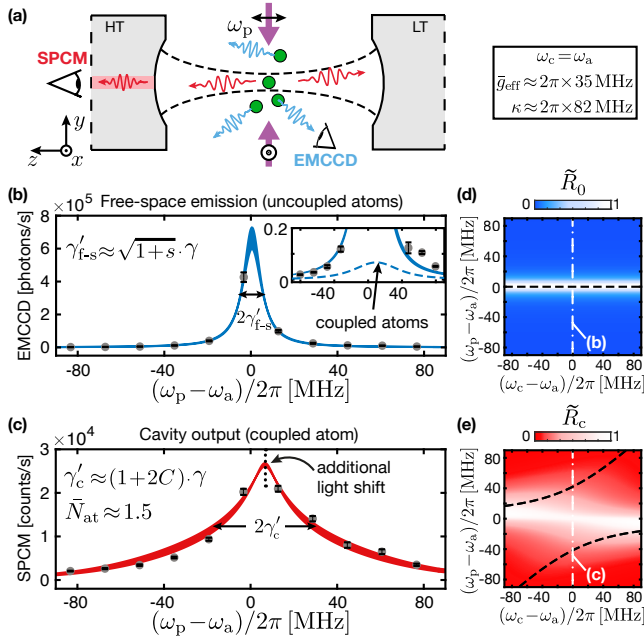 (a)
HT
ωp
LT
SPCM
EMCCD
y
z
x
ωc = ωa
ḡeff ≈ 2π×35 MHz
κ ≈ 2π×82 MHz
(b)
×10⁵
Free-space emission (uncoupled atoms)
EMCCD [photons/s]
8
6
4
2
0
γ′f-s ≈ √1+s · γ
2γ′f-s
0.2
0
-40
0
40
coupled atoms
-80
-40
0
40
80
(ωp−ωa)/2π [MHz]
(c)
×10⁴
Cavity output (coupled atom)
SPCM [counts/s]
3
2
1
0
γ′c ≈ (1+2C) · γ
N̄at ≈ 1.5
additional
light shift
2γ′c
-80
-40
0
40
80
(ωp−ωa)/2π [MHz]
(d)
R̃0
0
1
(ωp−ωa)/2π [MHz]
80
40
0
-40
-80
(b)
-80
-40
0
40
80
(ωc−ωa)/2π [MHz]
(e)
R̃c
0
1
(ωp−ωa)/2π [MHz]
80
40
0
-40
-80
(c)
-80
-40
0
40
80
(ωc−ωa)/2π [MHz]